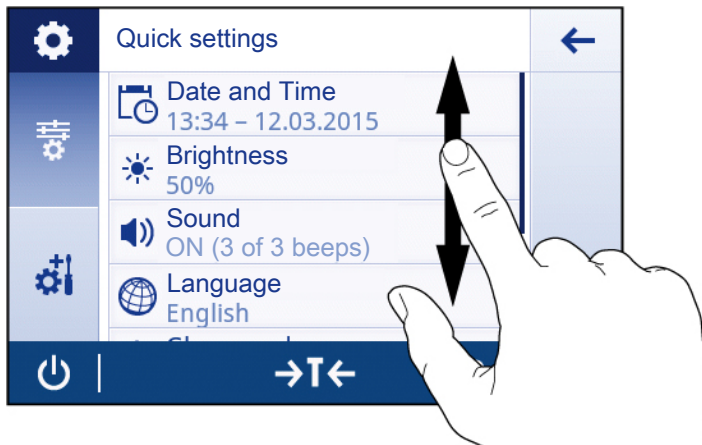 Quick settings
Date and Time
13:34 – 12.03.2015
Brightness
50%
Sound
ON (3 of 3 beeps)
Language
English
T